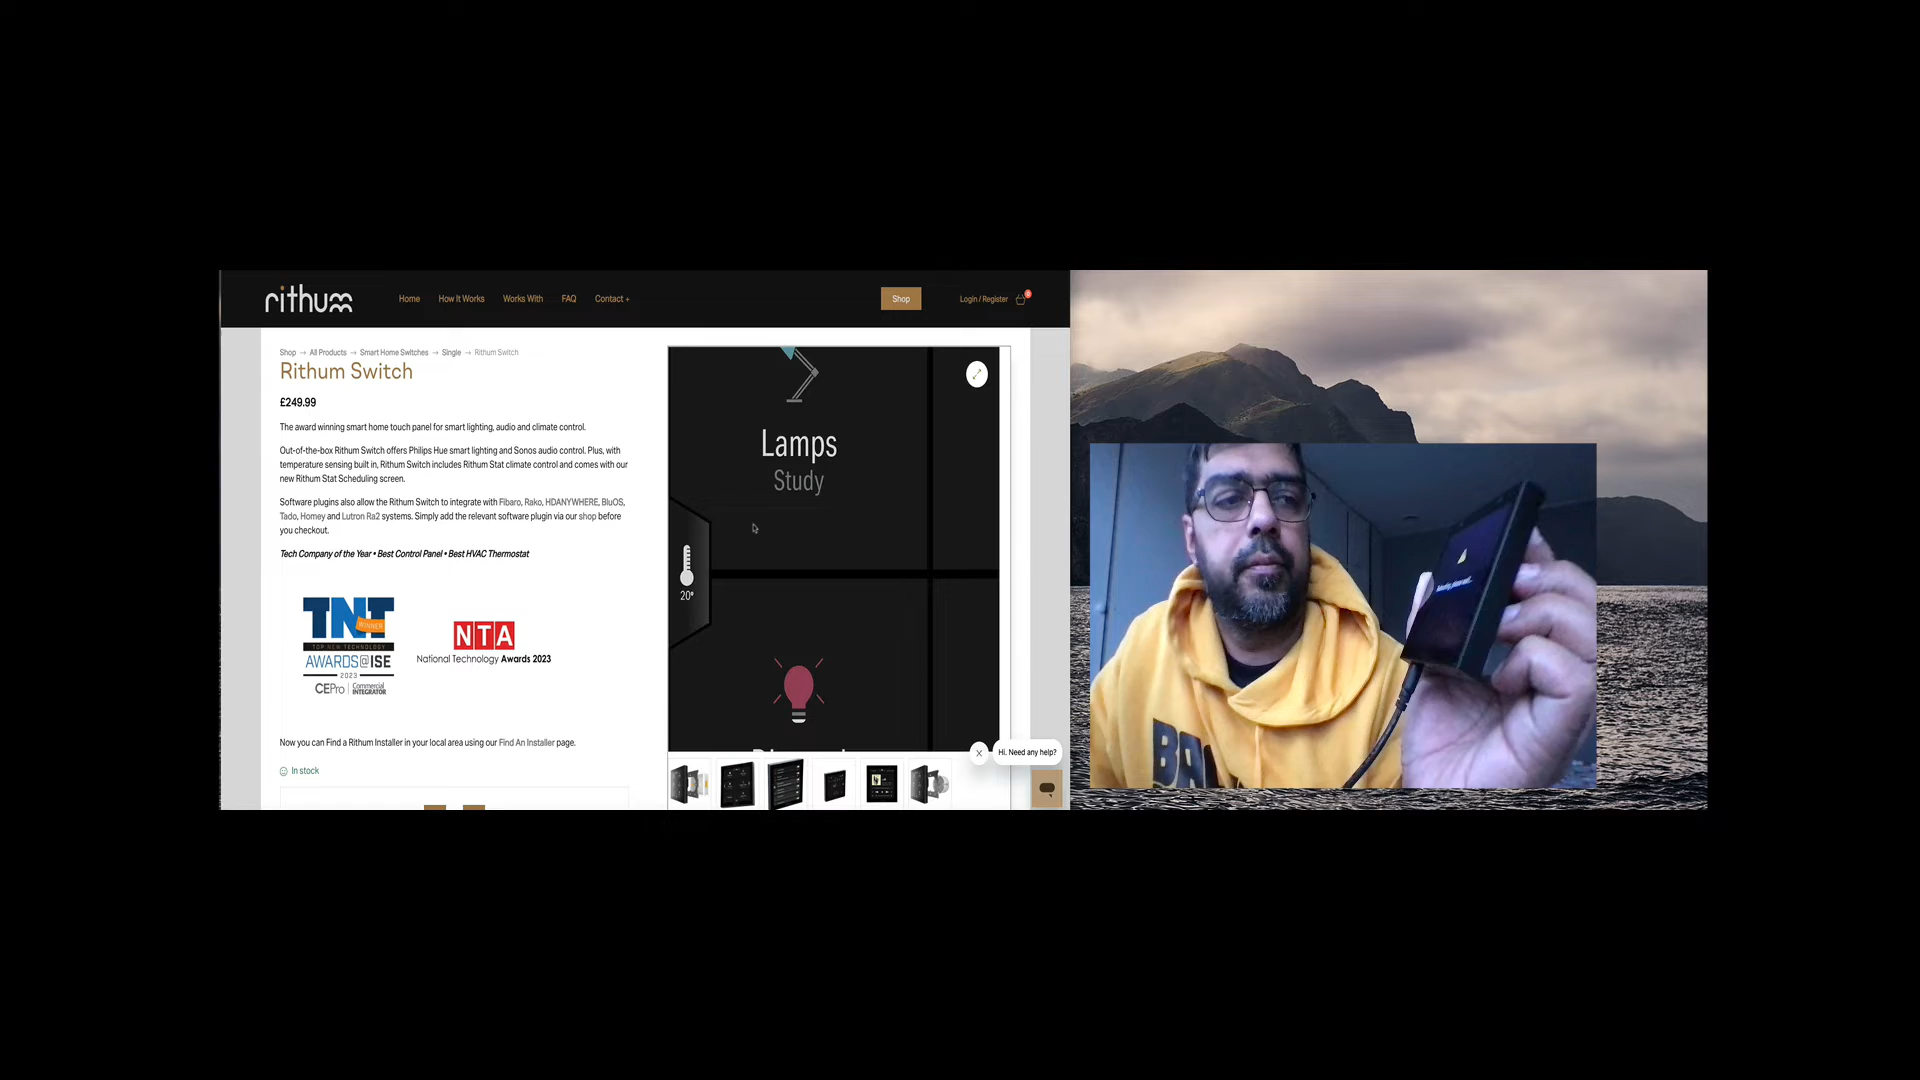 rithum
Home How It Works Works With FAQ Contact +
Shop
Login / Register 0
Shop → All Products → Smart Home Switches → Single → Rithum Switch
Rithum Switch
£249.99
The award winning smart home touch panel for smart lighting, audio and climate control.
Out-of-the-box Rithum Switch offers Philips Hue smart lighting and Sonos audio control. Plus, with
temperature sensing built in, Rithum Switch includes Rithum Stat climate control and comes with our
new Rithum Stat Scheduling screen.
Software plugins also allow the Rithum Switch to integrate with Fibaro, Rako, HDANYWHERE, BluOS,
Tado, Homey and Lutron Ra2 systems. Simply add the relevant software plugin via our shop before
you checkout.
Tech Company of the Year • Best Control Panel • Best HVAC Thermostat
TNT
WINNER
TOP NEW TECHNOLOGY
AWARDS@ISE
2023
CEPro Commercial
INTEGRATOR
NTA
National Technology Awards 2023
Now you can Find a Rithum Installer in your local area using our Find An Installer page.
In stock
Lamps
Study
20°
Hi. Need any help?